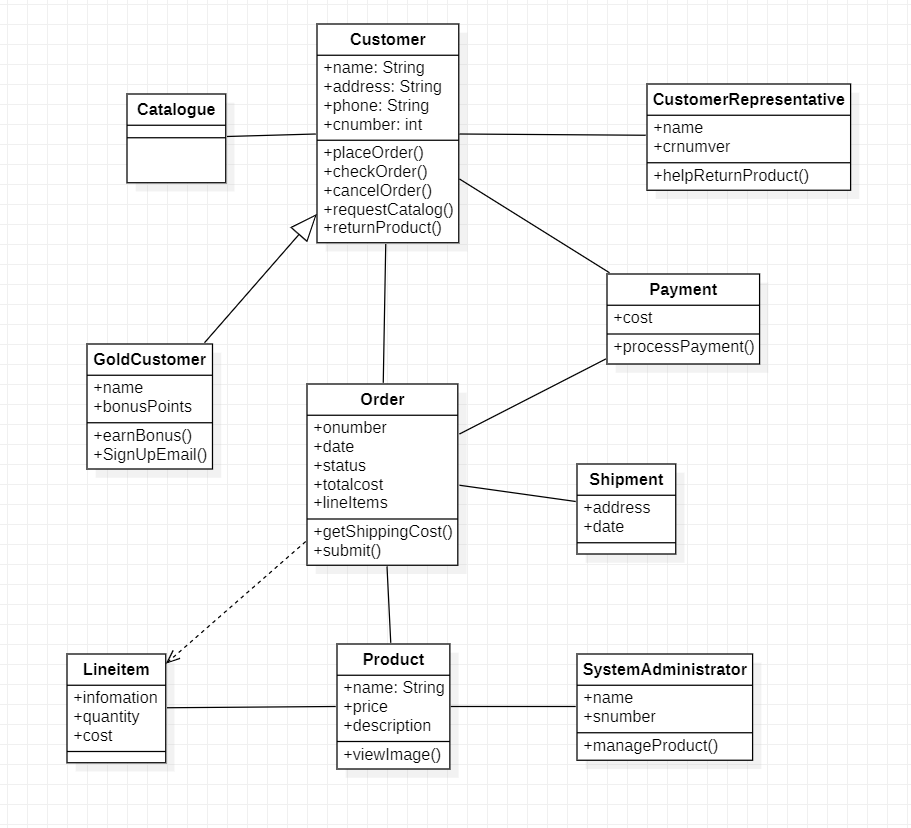 Customer
+name: String
+address: String
+phone: String
+cnumber: int
+placeOrder()
+checkOrder()
+cancelOrder()
+requestCatalog()
+returnProduct()
Catalogue
CustomerRepresentative
+name
+crnumver
+helpReturnProduct()
Payment
+cost
+processPayment()
GoldCustomer
+name
+bonusPoints
+earnBonus()
+SignUpEmail()
Order
+onumber
+date
+status
+totalcost
+lineItems
+getShippingCost()
+submit()
Shipment
+address
+date
Lineitem
+infomation
+quantity
+cost
Product
+name: String
+price
+description
+viewImage()
SystemAdministrator
+name
+snumber
+manageProduct()